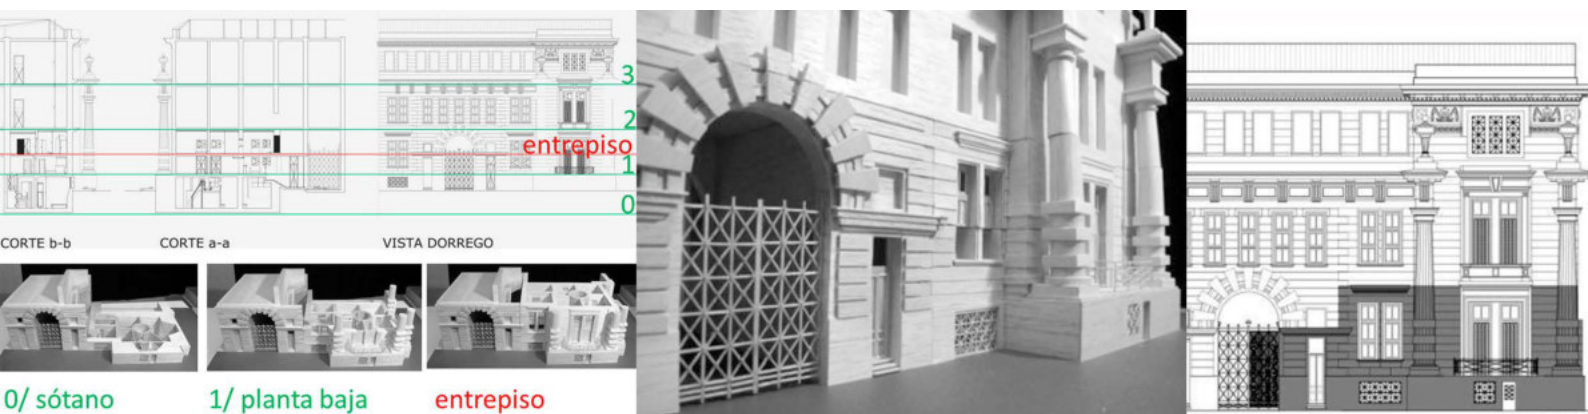 3
2
entrepiso
1
0
CORTE b-b
CORTE a-a
VISTA DORREGO
0/ sótano
1/ planta baja
entrepiso